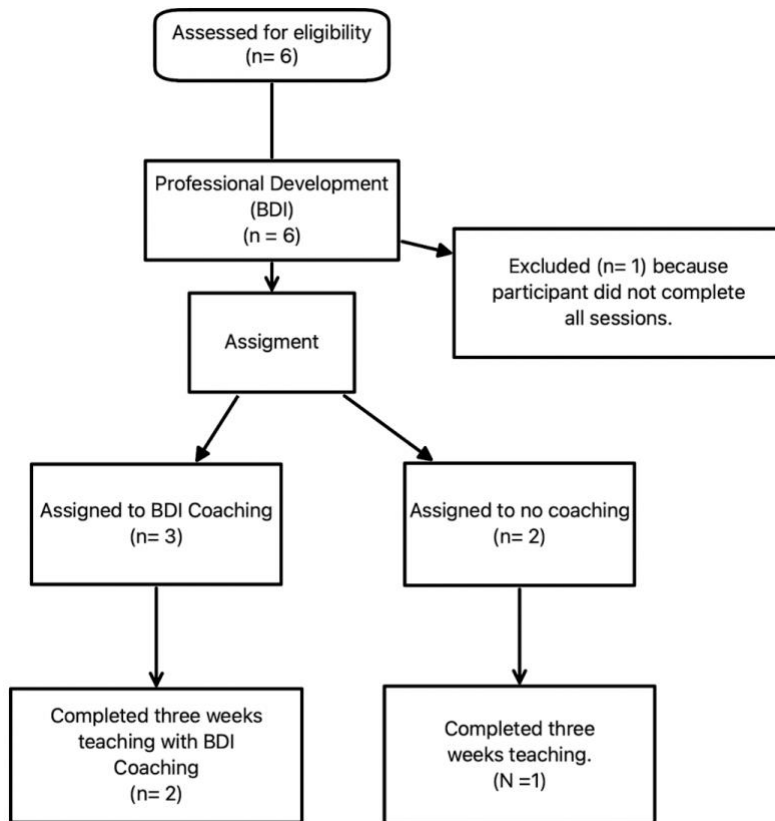 Assessed for eligibility
(n= 6)
Professional Development
(BDI)
(n = 6)
Excluded (n= 1) because
participant did not complete
all sessions.
Assigment
Assigned to BDI Coaching
(n= 3)
Assigned to no coaching
(n= 2)
Completed three weeks
teaching with BDI
Coaching
(n= 2)
Completed three
weeks teaching.
(N =1)